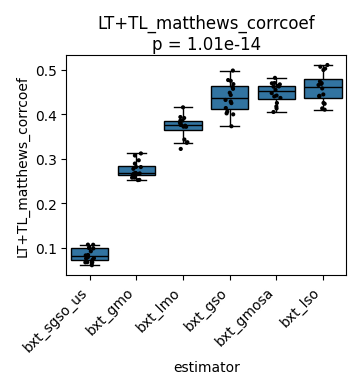 LT+TL_matthews_corrcoef
p = 1.01e-14
LT+TL_matthews_corrcoef
0.5
0.4
0.3
0.2
0.1
bxt_sgso_us
bxt_gmo
bxt_lmo
bxt_gso
bxt_gmosa
bxt_lso
estimator